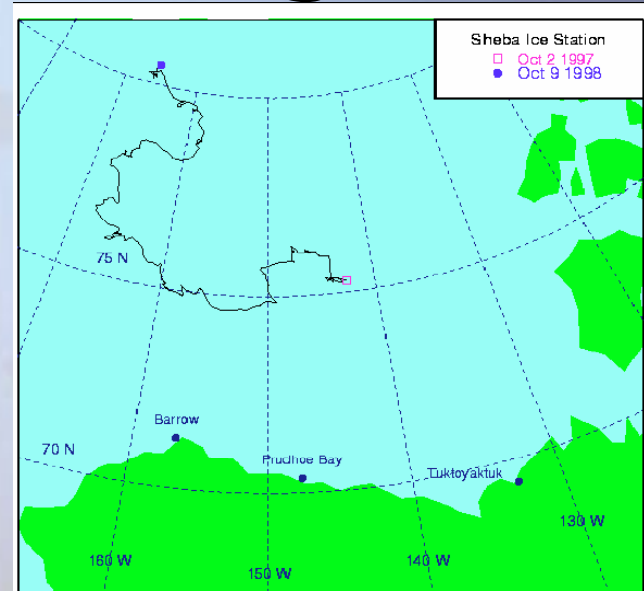 Sheba Ice Station
Oct 2 1997
Oct 9 1998
75 N
Barrow
70 N
Prudhoe Bay
Tuktoyaktuk
130 W
160 W
140 W
150 W